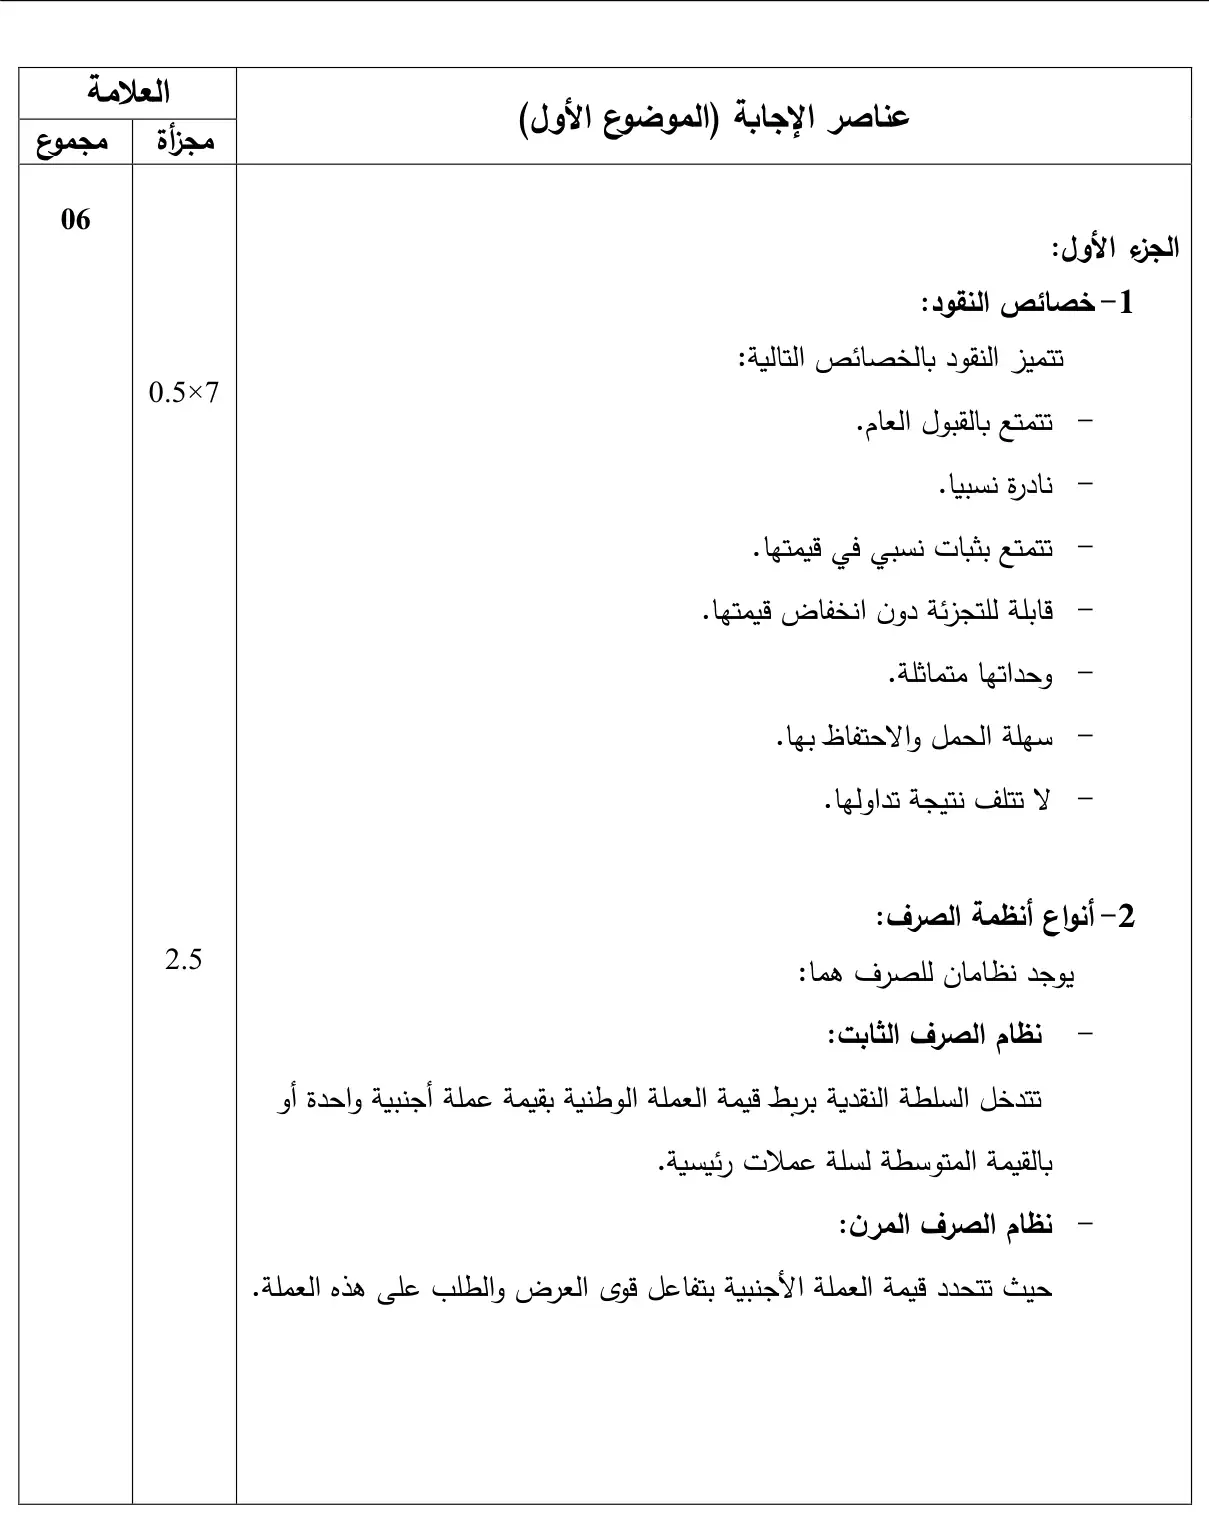 عناصر الإجابة (الموضوع الأول)
العلامة
مجزأة
مجموع
06
الجزء الأول:
1- خصائص النقود:
تتميز النقود بالخصائص التالية:
0.5×7
- تتمتع بالقبول العام.
- نادرة نسبيا.
- تتمتع بثبات نسبي في قيمتها.
- قابلة للتجزئة دون انخفاض قيمتها.
- وحداتها متماثلة.
- سهلة الحمل والاحتفاظ بها.
- لا تتلف نتيجة تداولها.
2- أنواع أنظمة الصرف:
2.5
يوجد نظامان للصرف هما:
- نظام الصرف الثابت:
تتدخل السلطة النقدية بربط قيمة العملة الوطنية بقيمة عملة أجنبية واحدة أو
بالقيمة المتوسطة لسلة عملات رئيسية.
- نظام الصرف المرن:
حيث تتحدد قيمة العملة الأجنبية بتفاعل قوى العرض والطلب على هذه العملة.